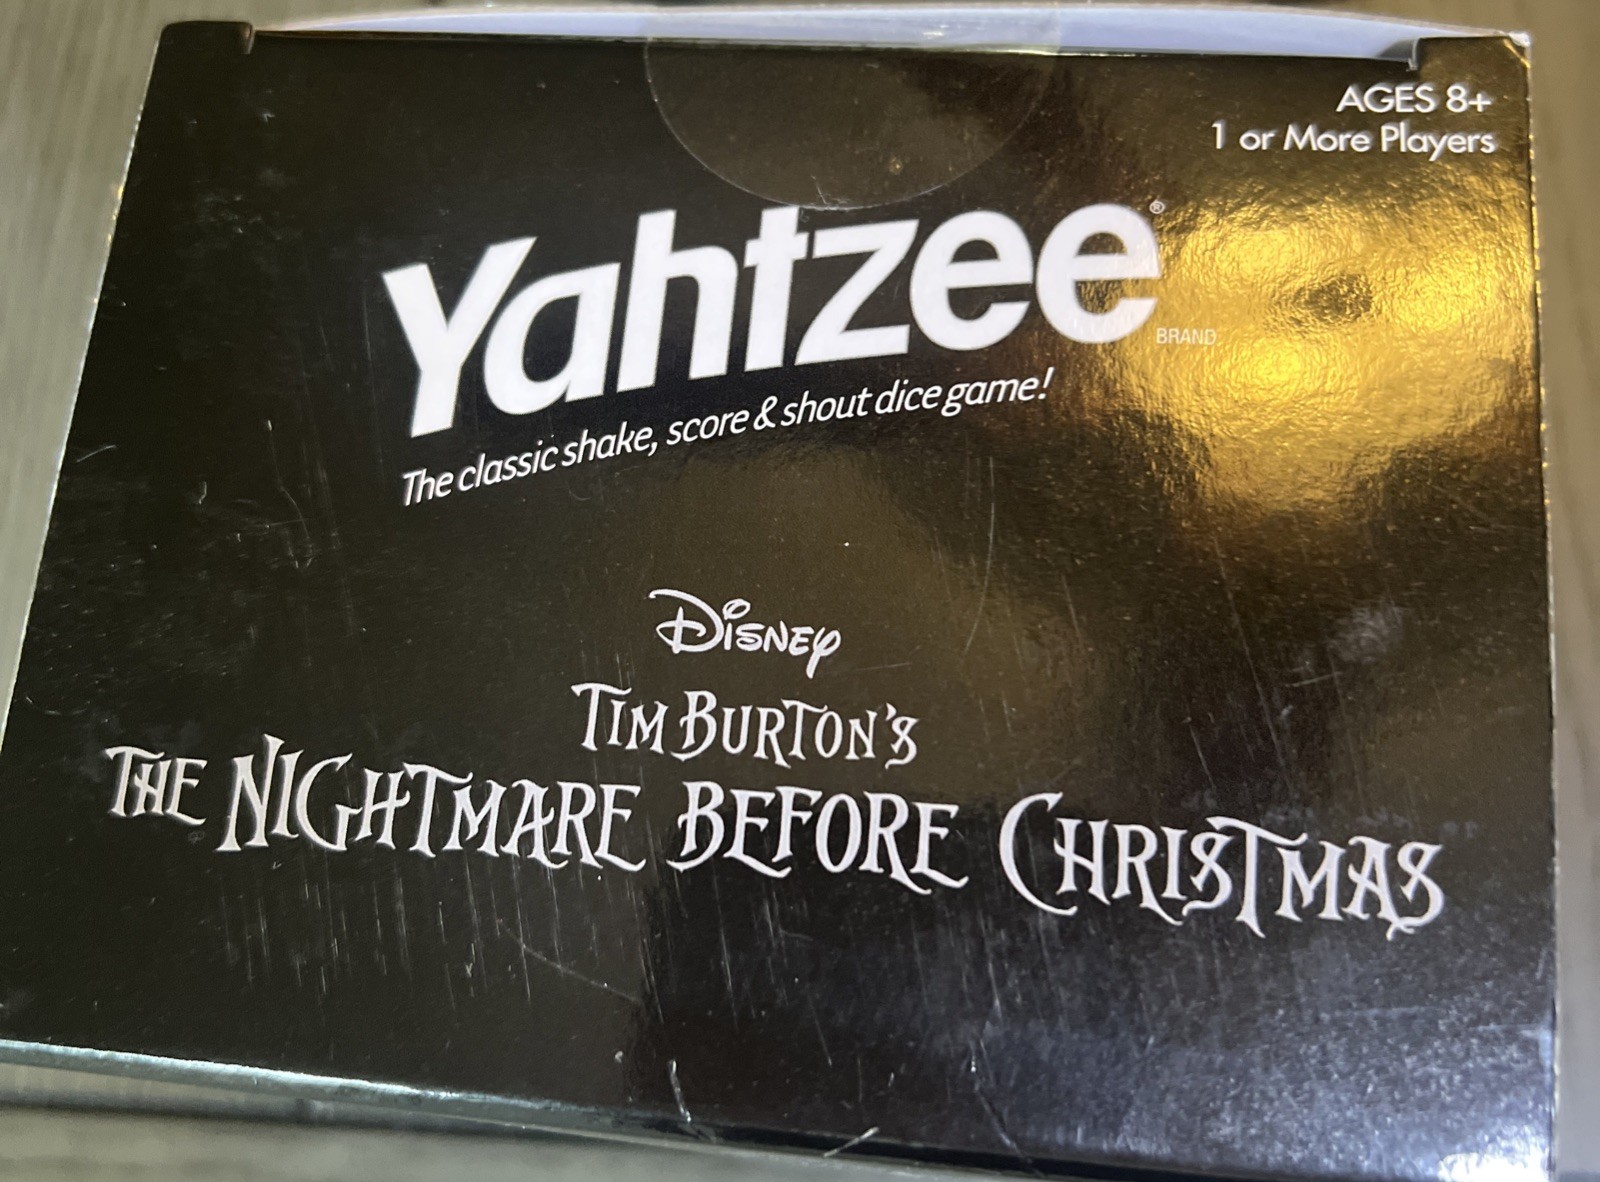 AGES 8+
1 or More Players
Yahtzee®
BRAND
The classic shake, score & shout dice game!
Disney
Tim Burton's
The Nightmare Before Christmas